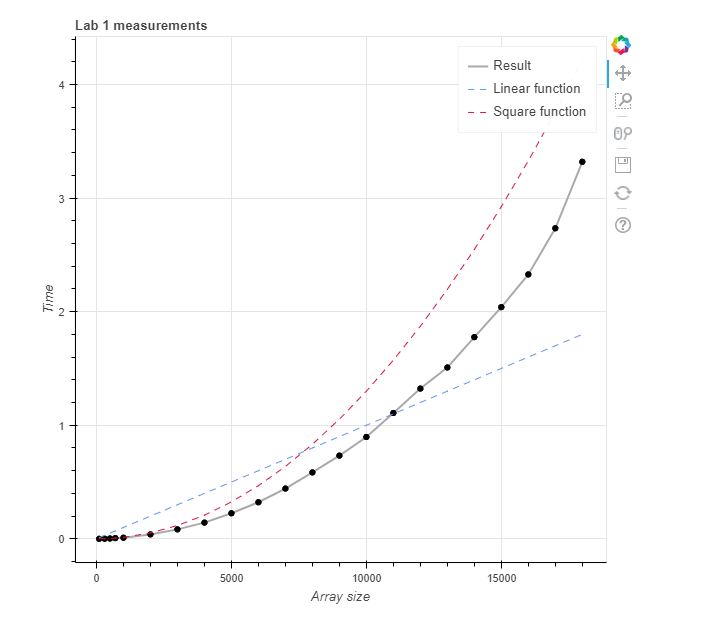 Lab 1 measurements
Result
Linear function
Square function
4
3
2
1
0
Time
0
5000
10000
15000
Array size